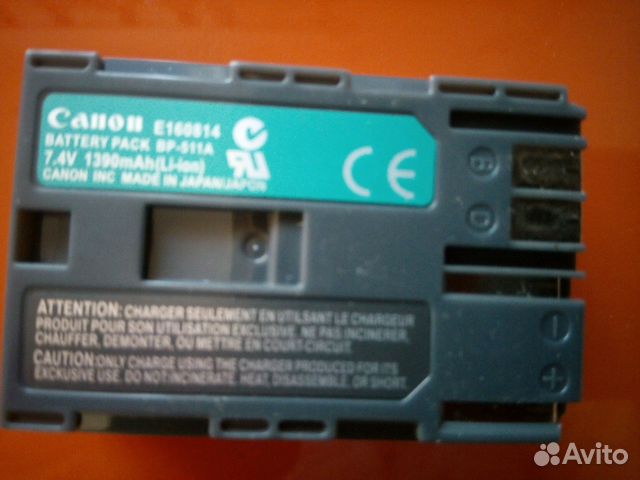 Canon E160814
BATTERY PACK BP-511A
7.4V 1390mAh(Li-ion)
CANON INC MADE IN JAPAN/JAPON
CE
ATTENTION: CHARGER SEULEMENT EN UTILSANT LE CHARGEUR
PRODUIT POUR SON UTILISATION EXRLUSIVE. NE PAS INCINERER,
CHAUFFER, DEMONTER, OU METTRE EN COURT-CIRCUIT.
CAUTION:ONLY CHARGE USING THE CHARGER PRODUCED FOR ITS
EXCLUSIVE USE. DO NOT INCINERATE. HEAT, DISASSEMBLE, OR SHORT.
− +
Avito